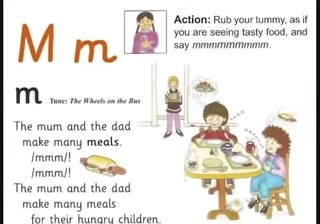 M m
Action: Rub your tummy, as if
you are seeing tasty food, and
say mmmmmmmmm.
m Tune: The Wheels on the Bus
The mum and the dad
make many meals.
/mmm/!
/mmm/!
The mum and the dad
make many meals
for their hungry children.